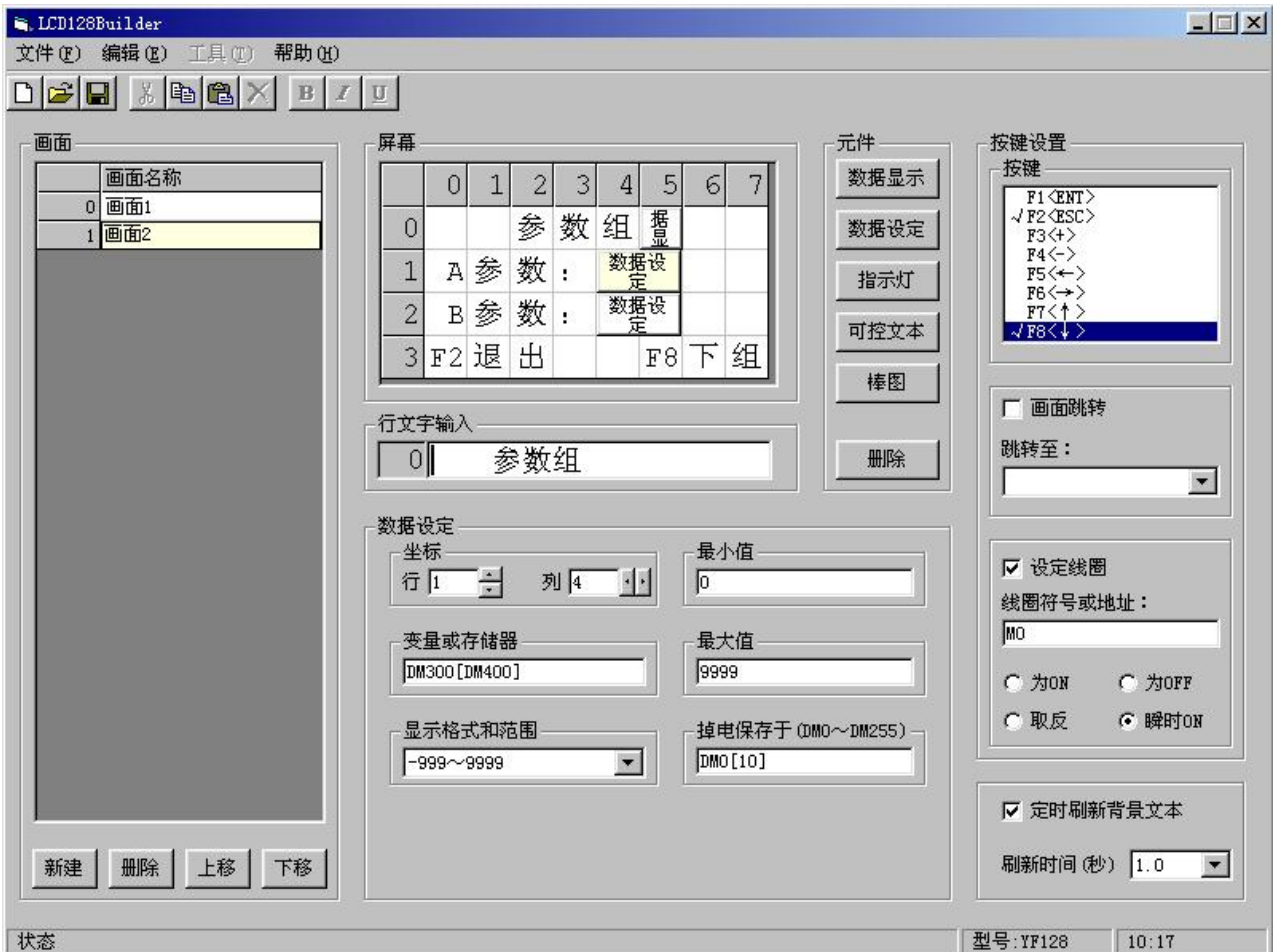 LCD128Builder
文件(F) 编辑(E) 工具(T) 帮助(H)
B I U
画面
画面名称
0 画面1
1 画面2
新建 删除 上移 下移
屏幕
0 1 2 3 4 5 6 7
0 参数组 据显
1 A参数: 数据设定
2 B参数: 数据设定
3 F2退出 F8下组
行文字输入
0 参数组
元件
数据显示
数据设定
指示灯
可控文本
棒图
删除
数据设定
坐标
行 1 列 4
最小值
0
变量或存储器
DM300[DM400]
最大值
9999
显示格式和范围
-999～9999
掉电保存于(DM0～DM255)
DM0[10]
按键设置
按键
F1<ENT>
√F2<ESC>
F3<+>
F4<->
F5<←>
F6<→>
F7<↑>
√F8<↓>
画面跳转
跳转至：
设定线圈
线圈符号或地址：
M0
为ON 为OFF
取反 瞬时ON
定时刷新背景文本
刷新时间(秒) 1.0
状态 型号:YF128 10:17